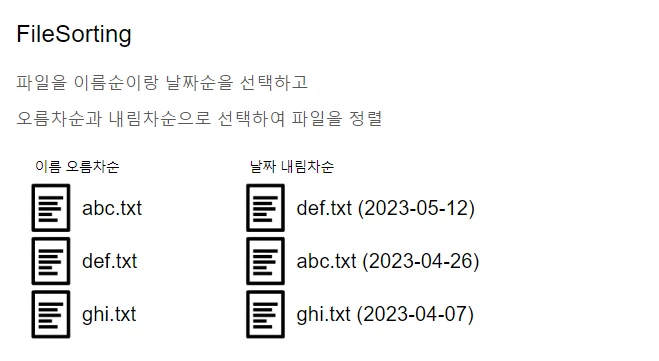 FileSorting
파일을 이름순이랑 날짜순을 선택하고
오름차순과 내림차순으로 선택하여 파일을 정렬
이름 오름차순
abc.txt
def.txt
ghi.txt
날짜 내림차순
def.txt (2023-05-12)
abc.txt (2023-04-26)
ghi.txt (2023-04-07)